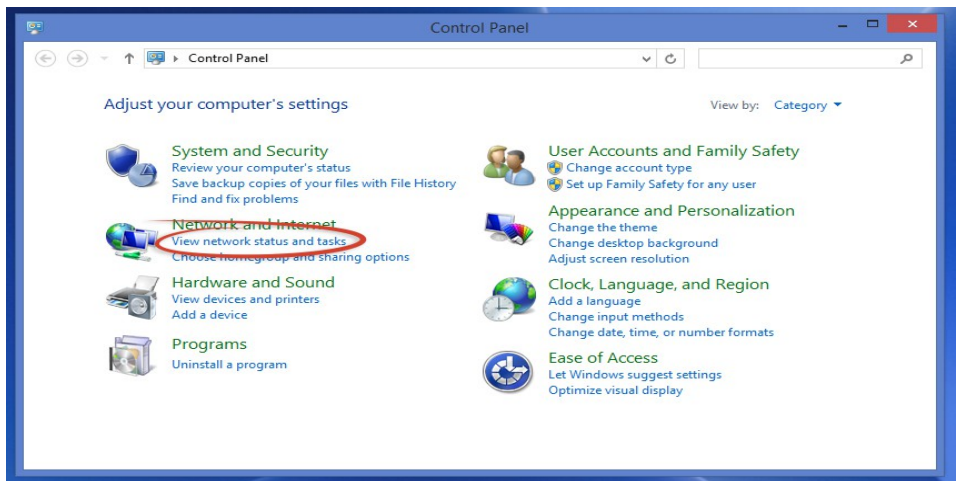 Control Panel
Control Panel
Adjust your computer's settings
View by: Category
System and Security
Review your computer's status
Save backup copies of your files with File History
Find and fix problems
Network and Internet
View network status and tasks
Choose homegroup and sharing options
Hardware and Sound
View devices and printers
Add a device
Programs
Uninstall a program
User Accounts and Family Safety
Change account type
Set up Family Safety for any user
Appearance and Personalization
Change the theme
Change desktop background
Adjust screen resolution
Clock, Language, and Region
Add a language
Change input methods
Change date, time, or number formats
Ease of Access
Let Windows suggest settings
Optimize visual display